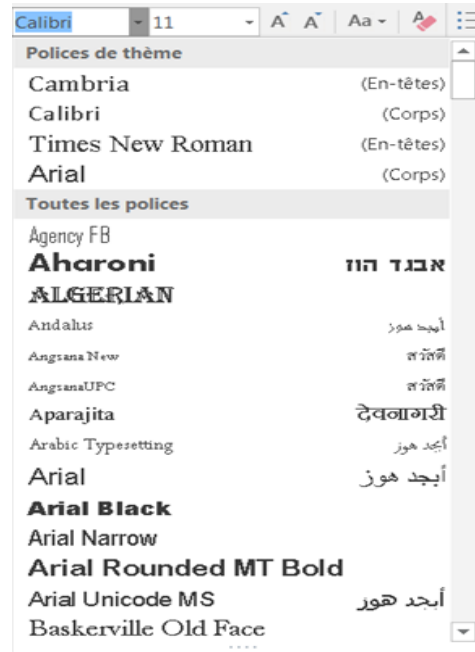 Calibri 11 A A Aa
Polices de thème
Cambria (En-têtes)
Calibri (Corps)
Times New Roman (En-têtes)
Arial (Corps)
Toutes les polices
Agency FB
Aharoni אבגד הוז
ALGERIAN
Andalus أبجد هوز
Angsana New สวัสดี
AngsanaUPC สวัสดี
Aparajita देवनागरी
Arabic Typesetting أبجد هوز
Arial أبجد هوز
Arial Black
Arial Narrow
Arial Rounded MT Bold
Arial Unicode MS أبجد هوز
Baskerville Old Face